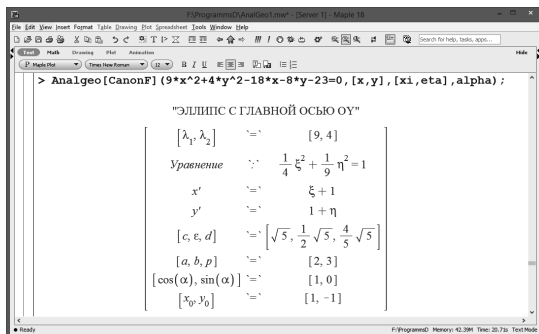 F:\ProgrammsD\AnalGeo1.mw* - [Server 1] - Maple 18
File Edit View Insert Format Table Drawing Plot Spreadsheet Tools Window Help
Search for help, tasks, apps...
Text Math Drawing Plot Animation Hide
P Maple Plot Times New Roman 12 B I U
> Analgeo[CanonF](9*x^2+4*y^2-18*x-8*y-23=0,[x,y],[xi,eta],alpha);
"ЭЛЛИПС С ГЛАВНОЙ ОСЬЮ OY"
[λ₁, λ₂] `=` [9, 4]
Уравнение `:` 1/4 ξ² + 1/9 η² = 1
x' `=` ξ + 1
y' `=` 1 + η
[c, ε, d] `=` [√5, 1/2 √5, 4/5 √5]
[a, b, p] `=` [2, 3]
[cos(α), sin(α)] `=` [1, 0]
[x₀, y₀] `=` [1, -1]
Ready F:\ProgrammsD Memory: 42.39M Time: 20.71s Text Mode